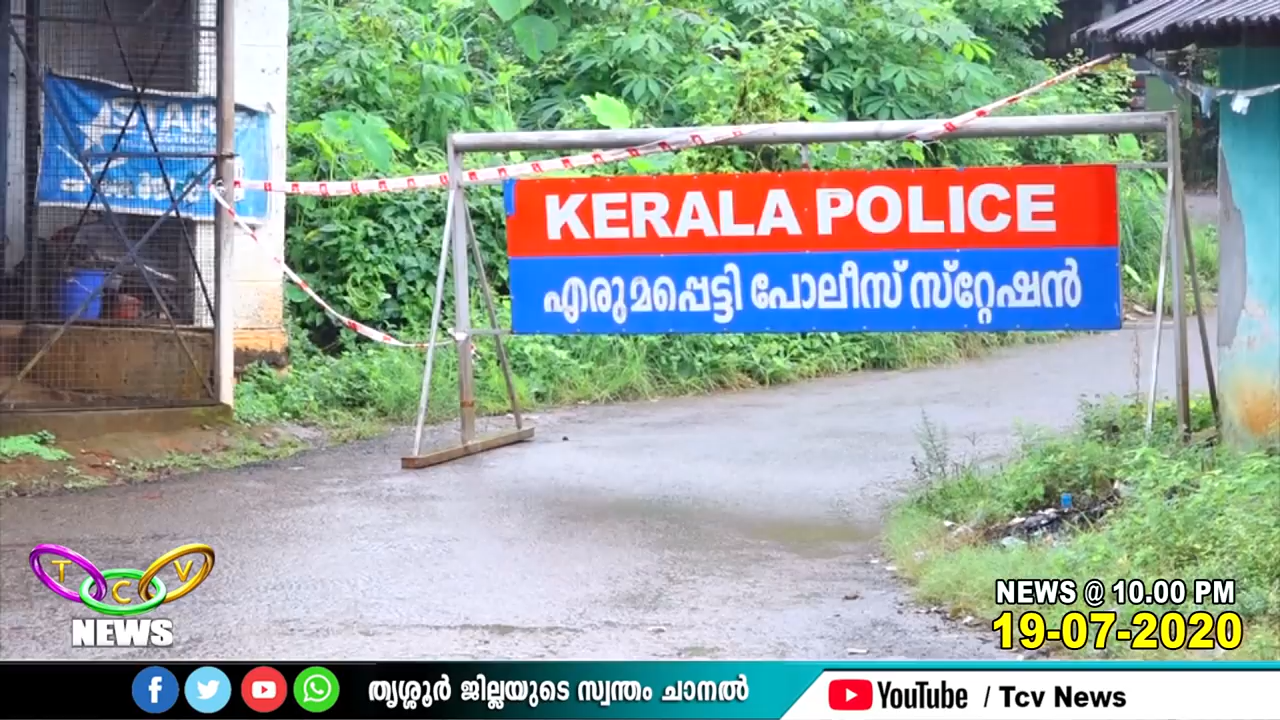 STAR
KERALA POLICE
എരുമപ്പെട്ടി പോലീസ് സ്റ്റേഷൻ
T C V
NEWS
NEWS @ 10.00 PM
19-07-2020
തൃശ്ശൂർ ജില്ലയുടെ സ്വന്തം ചാനൽ
YouTube / Tcv News